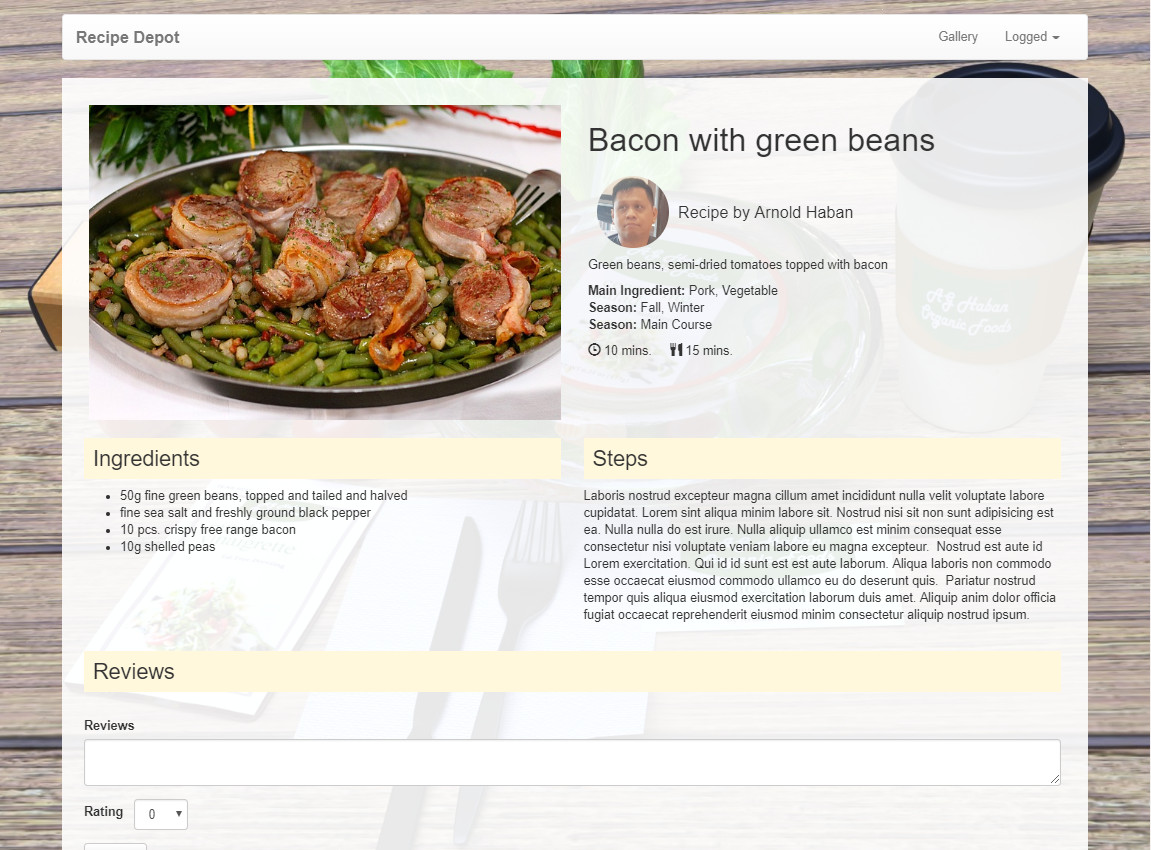 Recipe Depot
Gallery
Logged
Bacon with green beans
Recipe by Arnold Haban
Green beans, semi-dried tomatoes topped with bacon
Main Ingredient: Pork, Vegetable
Season: Fall, Winter
Season: Main Course
10 mins. 15 mins.
AJ Haban
Organic Foods
Ingredients
50g fine green beans, topped and tailed and halved
fine sea salt and freshly ground black pepper
10 pcs. crispy free range bacon
10g shelled peas
Steps
Laboris nostrud excepteur magna cillum amet incididunt nulla velit voluptate labore
cupidatat. Lorem sint aliqua minim labore sit. Nostrud nisi sit non sunt adipisicing est
ea. Nulla nulla do est irure. Nulla aliquip ullamco est minim consequat esse
consectetur nisi voluptate veniam labore eu magna excepteur. Nostrud est aute id
Lorem exercitation. Qui id id sunt est est aute laborum. Aliqua laboris non commodo
esse occaecat eiusmod commodo ullamco eu do deserunt quis. Pariatur nostrud
tempor quis aliqua eiusmod exercitation laborum duis amet. Aliquip anim dolor officia
fugiat occaecat reprehenderit eiusmod minim consectetur aliquip nostrud ipsum.
Reviews
Reviews
Rating 0